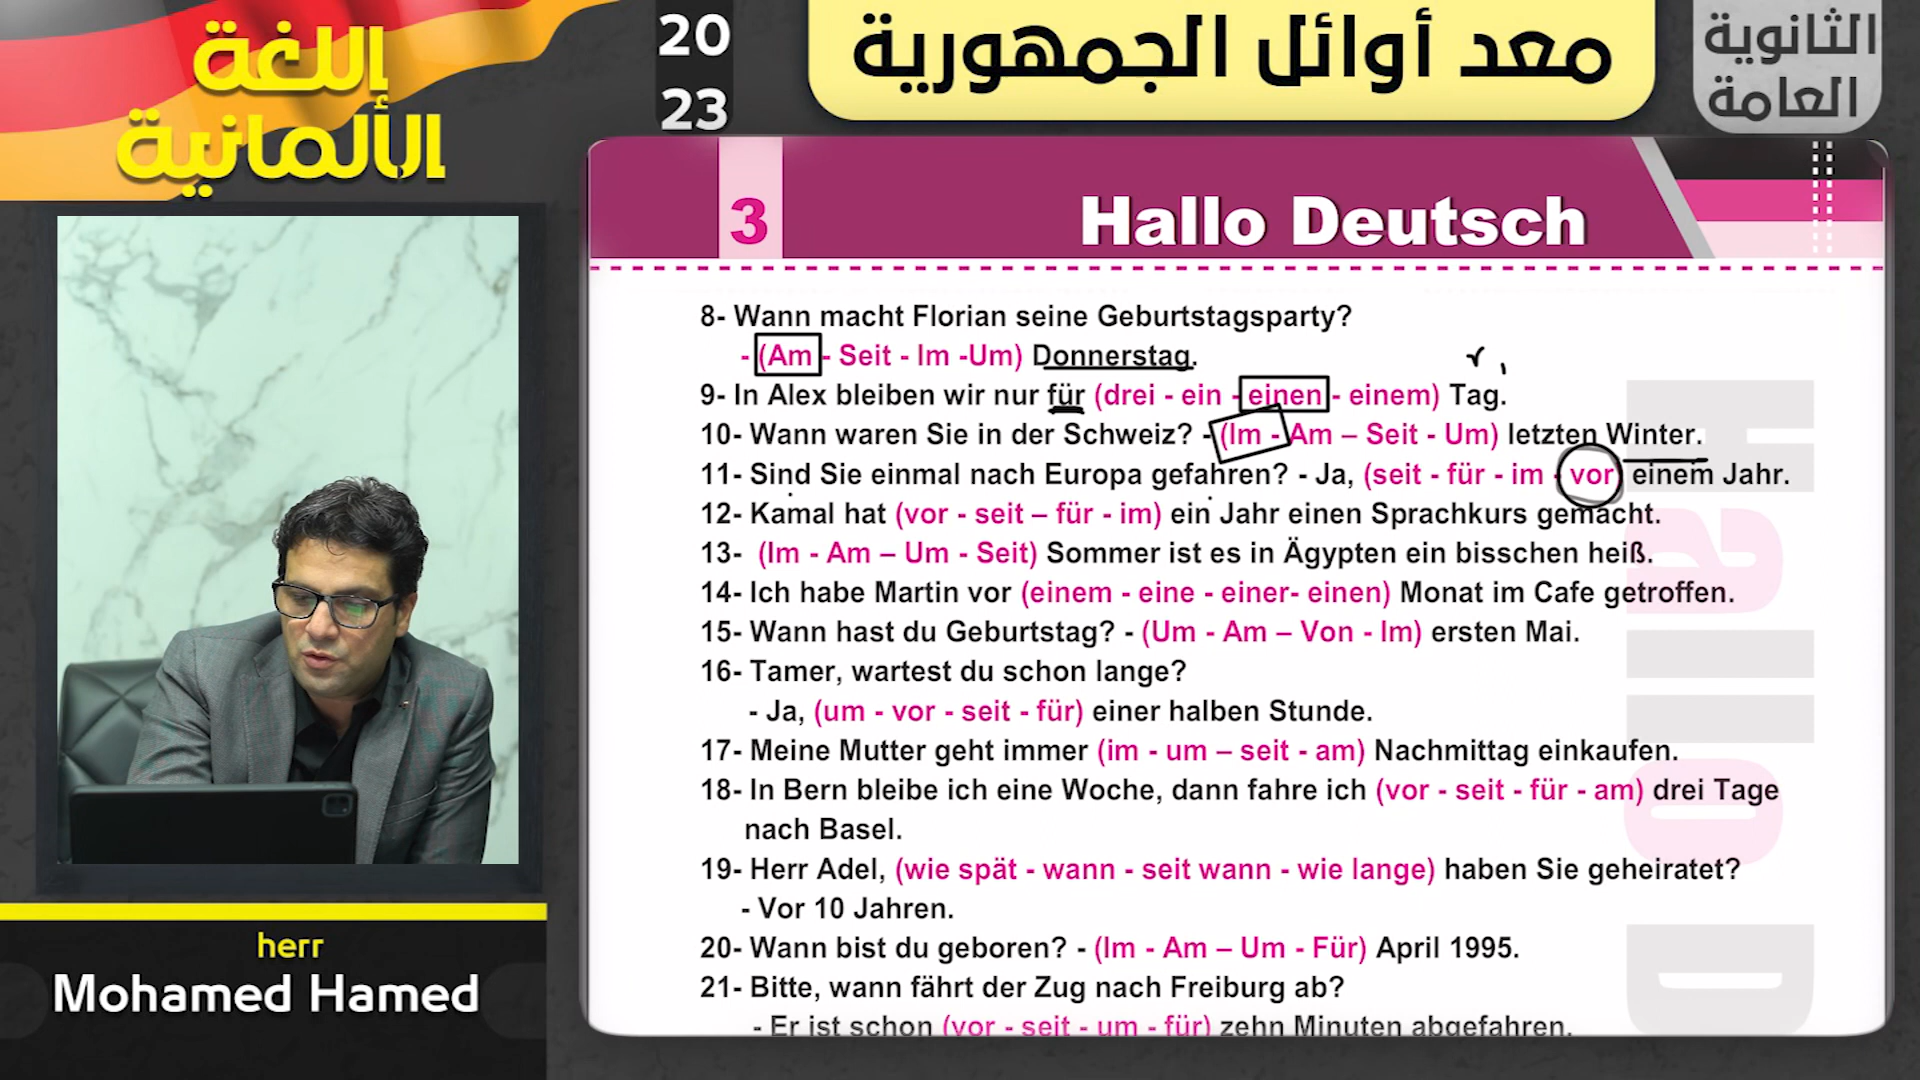 اللغة
الألمانية
20
23
معد أوائل الجمهورية
الثانوية
العامة
3
Hallo Deutsch
8- Wann macht Florian seine Geburtstagsparty?
- (Am - Seit - Im -Um) Donnerstag.
9- In Alex bleiben wir nur für (drei - ein - einen - einem) Tag.
10- Wann waren Sie in der Schweiz? - (Im - Am – Seit - Um) letzten Winter.
11- Sind Sie einmal nach Europa gefahren? - Ja, (seit - für - im - vor) einem Jahr.
12- Kamal hat (vor - seit – für - im) ein Jahr einen Sprachkurs gemacht.
13- (Im - Am – Um - Seit) Sommer ist es in Ägypten ein bisschen heiß.
14- Ich habe Martin vor (einem - eine - einer- einen) Monat im Cafe getroffen.
15- Wann hast du Geburtstag? - (Um - Am – Von - Im) ersten Mai.
16- Tamer, wartest du schon lange?
- Ja, (um - vor - seit - für) einer halben Stunde.
17- Meine Mutter geht immer (im - um – seit - am) Nachmittag einkaufen.
18- In Bern bleibe ich eine Woche, dann fahre ich (vor - seit - für - am) drei Tage
nach Basel.
19- Herr Adel, (wie spät - wann - seit wann - wie lange) haben Sie geheiratet?
- Vor 10 Jahren.
20- Wann bist du geboren? - (Im - Am – Um - Für) April 1995.
21- Bitte, wann fährt der Zug nach Freiburg ab?
- Er ist schon (vor - seit - um - für) zehn Minuten abgefahren.
Hallo D
herr
Mohamed Hamed